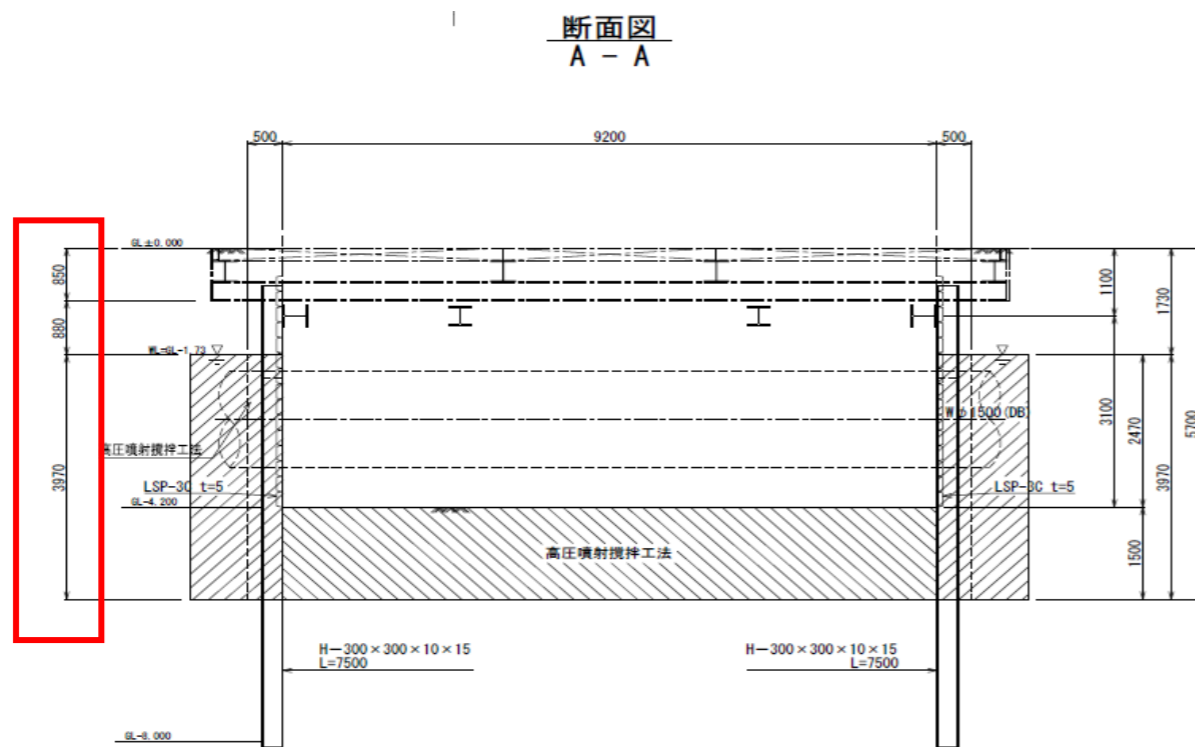 断面図
A － A
500
9200
500
GL±0.000
850
1100
1730
880
WL=GL-1.73
Wφ1500(DB)
3100
2470
5700
高圧噴射撹拌工法
3970
3970
LSP-3C t=5
LSP-3C t=5
GL-4.200
高圧噴射撹拌工法
1500
H－300×300×10×15
L=7500
H－300×300×10×15
L=7500
GL-8.000